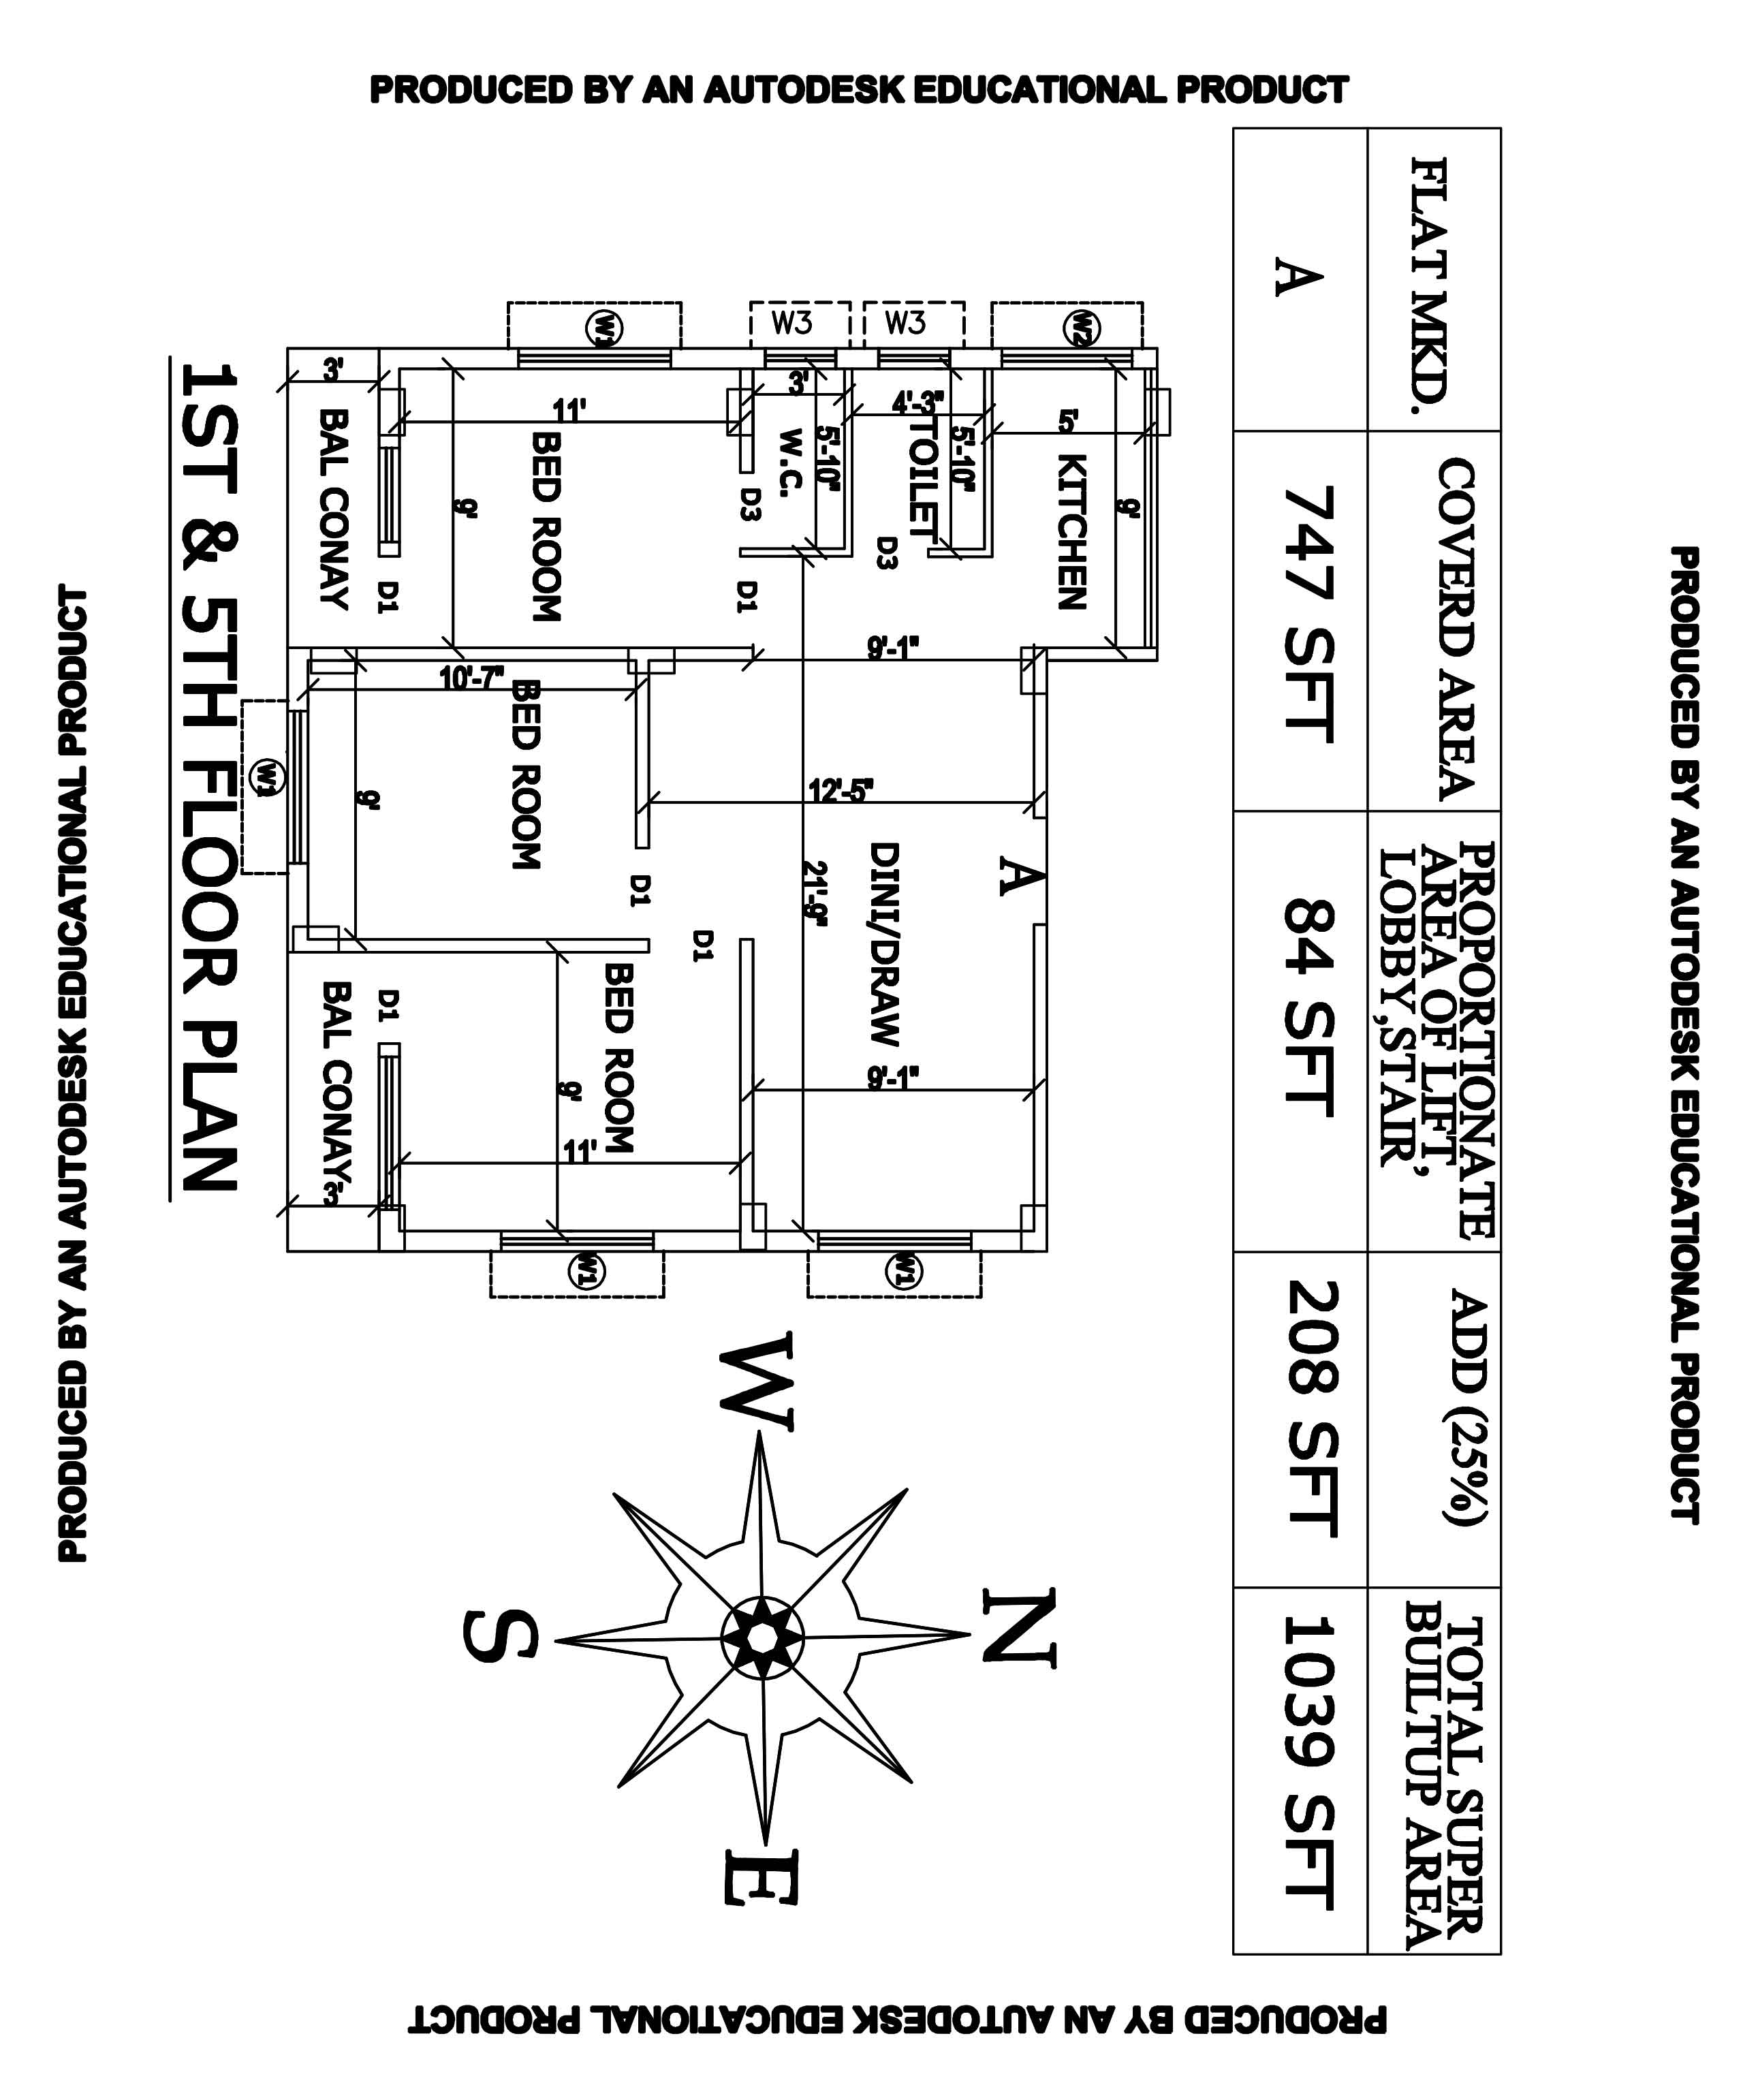 PRODUCED BY AN AUTODESK EDUCATIONAL PRODUCT
PRODUCED BY AN AUTODESK EDUCATIONAL PRODUCT
FLAT MKD.
COVERD AREA
PROPORTIONATE
AREA OF LIFT,
LOBBY,STAIR
ADD (25%)
TOTAL SUPER
BUILTUP AREA
A
747 SFT
84 SFT
208 SFT
1039 SFT
W2
5'
9'
KITCHEN
W3
4'-3"
5'-10"
TOILET
D3
W3
3'
5'-10"
W.C.
D3
D1
9'-1"
12'-5"
A
21'-9"
DINI/DRAW
9'-1"
W1
W1
11'
BED ROOM
9'
10'-7"
BED ROOM
9'
D1
D1
BED ROOM
9'
11'
W1
3'
BAL CONAY
D1
W1
D1
BAL CONAY
3'
N
W
E
S
1ST & 5TH FLOOR PLAN
PRODUCED BY AN AUTODESK EDUCATIONAL PRODUCT
PRODUCED BY AN AUTODESK EDUCATIONAL PRODUCT